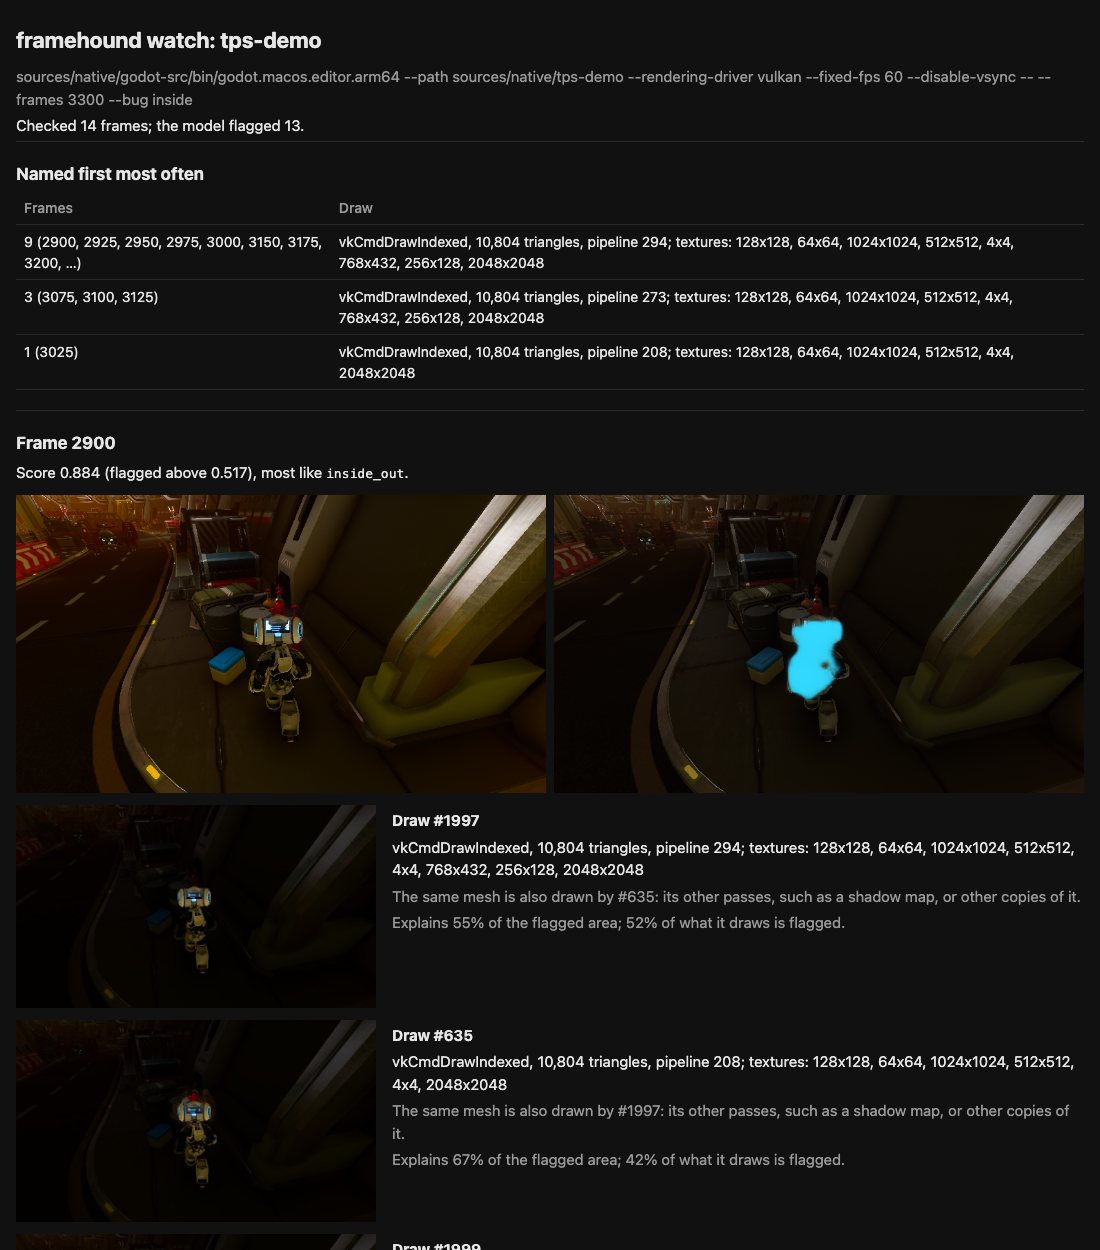 framehound watch: tps-demo
sources/native/godot-src/bin/godot.macos.editor.arm64 --path sources/native/tps-demo --rendering-driver vulkan --fixed-fps 60 --disable-vsync -- --
frames 3300 --bug inside
Checked 14 frames; the model flagged 13.
Named first most often
Frames Draw
9 (2900, 2925, 2950, 2975, 3000, 3150, 3175, vkCmdDrawIndexed, 10,804 triangles, pipeline 294; textures: 128x128, 64x64, 1024x1024, 512x512, 4x4,
3200, ...) 768x432, 256x128, 2048x2048
3 (3075, 3100, 3125) vkCmdDrawIndexed, 10,804 triangles, pipeline 273; textures: 128x128, 64x64, 1024x1024, 512x512, 4x4,
768x432, 256x128, 2048x2048
1 (3025) vkCmdDrawIndexed, 10,804 triangles, pipeline 208; textures: 128x128, 64x64, 1024x1024, 512x512, 4x4,
2048x2048
Frame 2900
Score 0.884 (flagged above 0.517), most like inside_out.
Draw #1997
vkCmdDrawIndexed, 10,804 triangles, pipeline 294; textures: 128x128, 64x64, 1024x1024, 512x512,
4x4, 768x432, 256x128, 2048x2048
The same mesh is also drawn by #635: its other passes, such as a shadow map, or other copies of it.
Explains 55% of the flagged area; 52% of what it draws is flagged.
Draw #635
vkCmdDrawIndexed, 10,804 triangles, pipeline 208; textures: 128x128, 64x64, 1024x1024, 512x512,
4x4, 2048x2048
The same mesh is also drawn by #1997: its other passes, such as a shadow map, or other copies of
it.
Explains 67% of the flagged area; 42% of what it draws is flagged.
Draw #1999